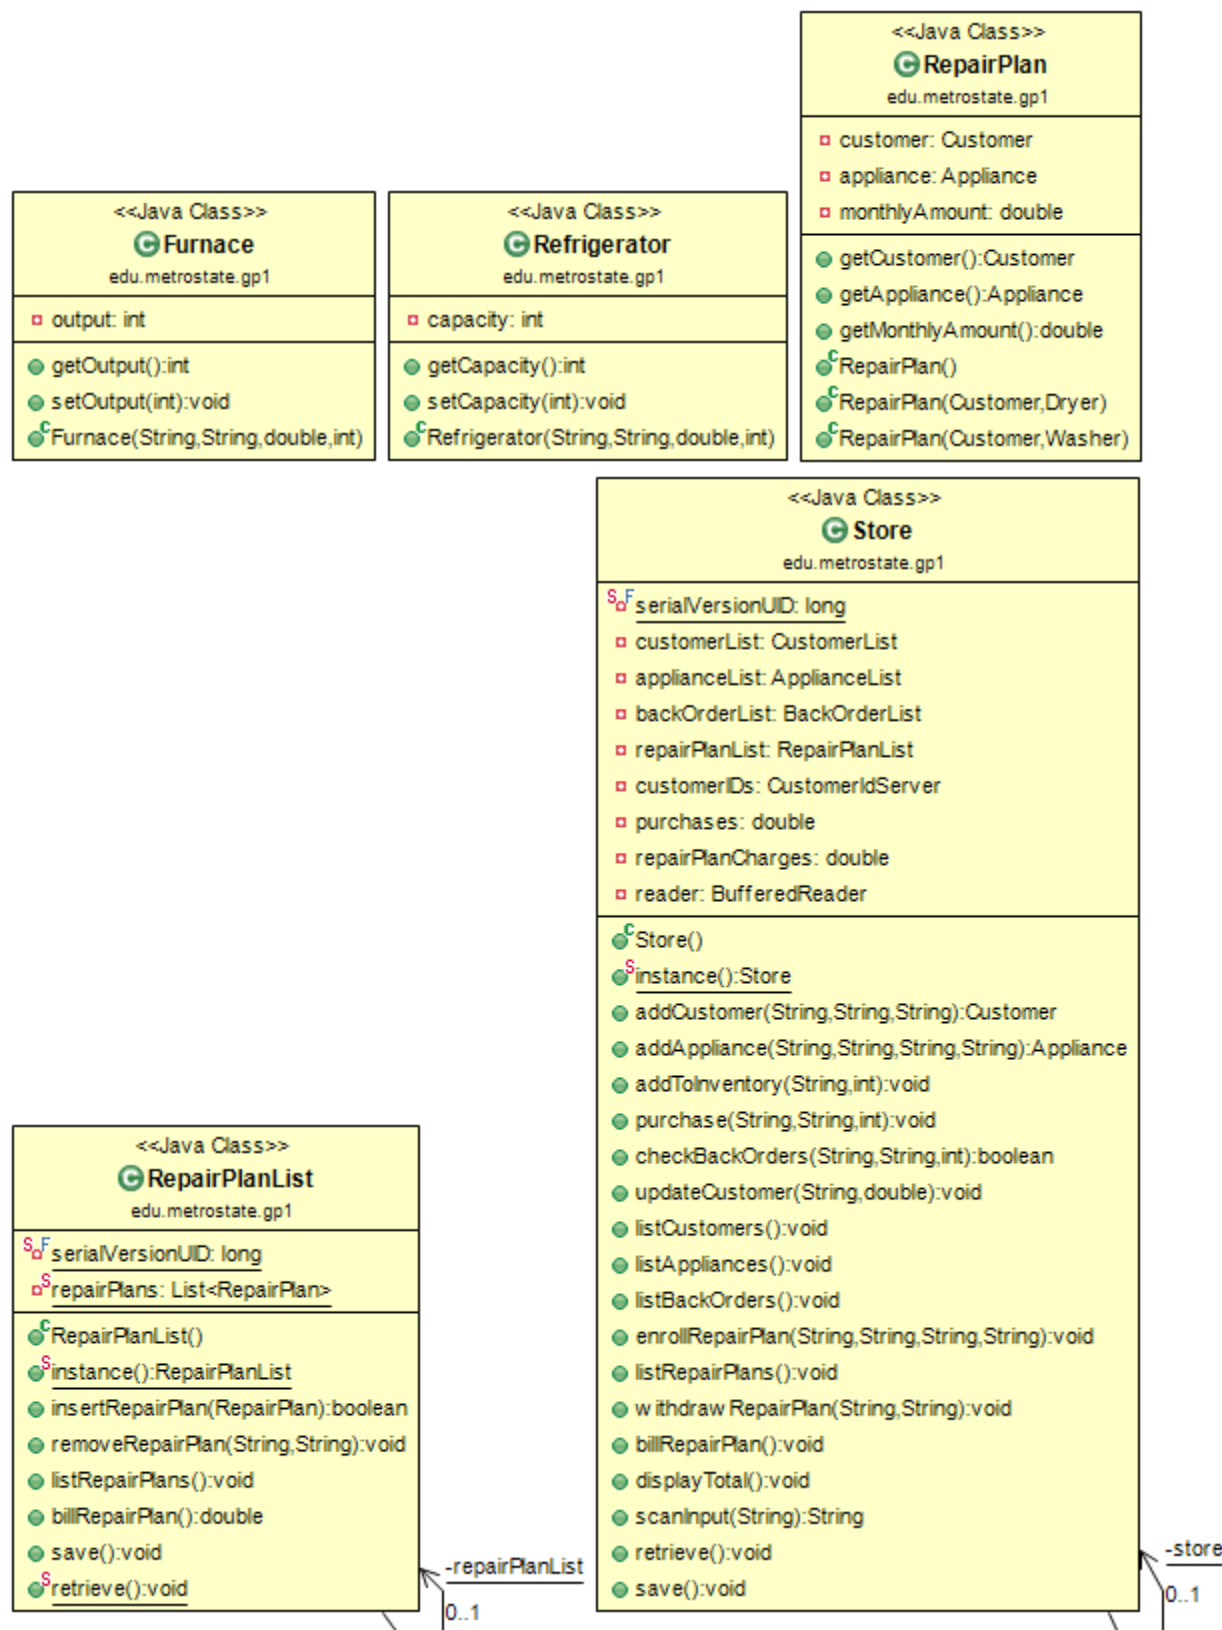 <<Java Class>>
RepairPlan
edu.metrostate.gp1
customer: Customer
appliance: Appliance
monthlyAmount: double
getCustomer():Customer
getAppliance():Appliance
getMonthlyAmount():double
RepairPlan()
RepairPlan(Customer,Dryer)
RepairPlan(Customer,Washer)
<<Java Class>>
Furnace
edu.metrostate.gp1
output: int
getOutput():int
setOutput(int):void
Furnace(String,String,double,int)
<<Java Class>>
Refrigerator
edu.metrostate.gp1
capacity: int
getCapacity():int
setCapacity(int):void
Refrigerator(String,String,double,int)
<<Java Class>>
Store
edu.metrostate.gp1
serialVersionUID: long
customerList: CustomerList
applianceList: ApplianceList
backOrderList: BackOrderList
repairPlanList: RepairPlanList
customerIDs: CustomerIdServer
purchases: double
repairPlanCharges: double
reader: BufferedReader
Store()
instance():Store
addCustomer(String,String,String):Customer
addAppliance(String,String,String,String):Appliance
addToInventory(String,int):void
purchase(String,String,int):void
checkBackOrders(String,String,int):boolean
updateCustomer(String,double):void
listCustomers():void
listAppliances():void
listBackOrders():void
enrollRepairPlan(String,String,String,String):void
listRepairPlans():void
withdrawRepairPlan(String,String):void
billRepairPlan():void
displayTotal():void
scanInput(String):String
retrieve():void
save():void
-store
0..1
<<Java Class>>
RepairPlanList
edu.metrostate.gp1
serialVersionUID: long
repairPlans: List<RepairPlan>
RepairPlanList()
instance():RepairPlanList
insertRepairPlan(RepairPlan):boolean
removeRepairPlan(String,String):void
listRepairPlans():void
billRepairPlan():double
save():void
retrieve():void
-repairPlanList
0..1